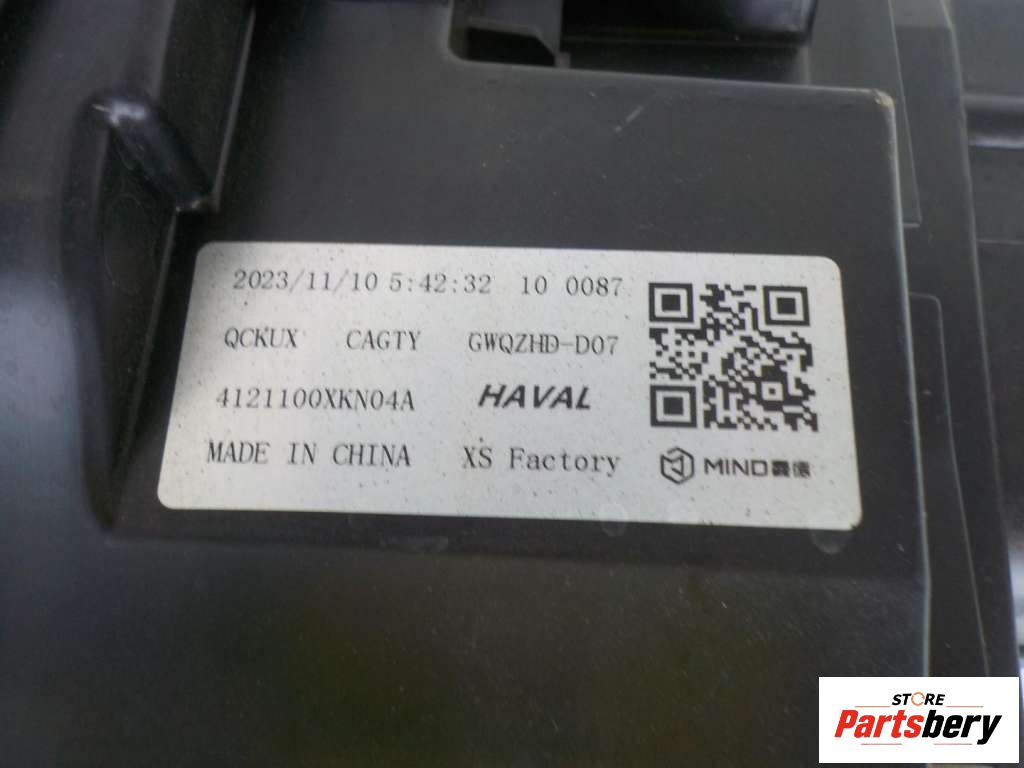 2023/11/10 5:42:32 10 0087
QCKUX CAGTY GWQZHD-D07
4121100XKN04A HAVAL
MADE IN CHINA XS Factory MIND
STORE
Partsbery